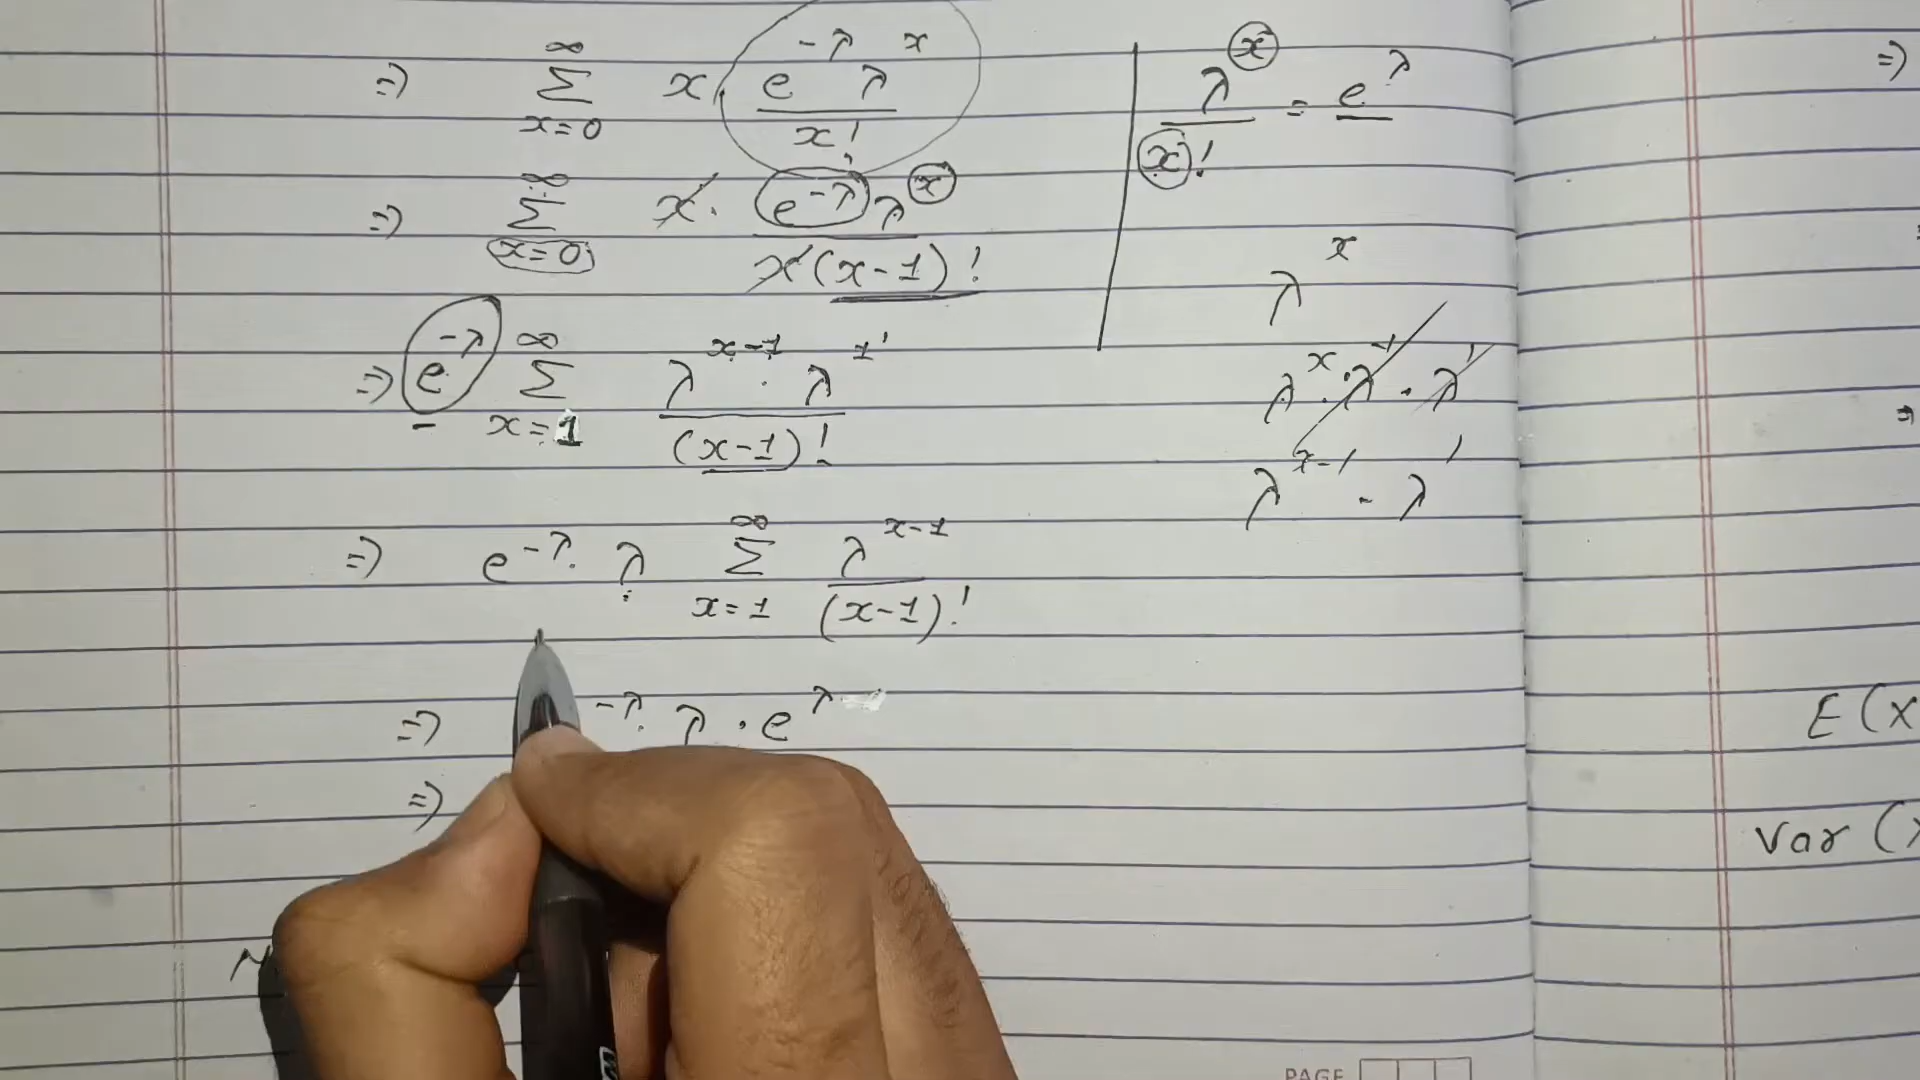 => ∞ Σ x=0 x. e^-λ λ^x / x!
=> ∞ Σ x=0 x. e^-λ λ^x / x(x-1)!
=> e^-λ ∞ Σ x=1 λ^x-1 . λ^1 / (x-1)!
=> e^-λ. λ ∞ Σ x=1 λ^x-1 / (x-1)!
=> ^-λ. λ . e^λ
=>
λ^x / x! = e^λ
λ^x
λ^x . λ^-1 . λ^1
λ^x-1 - λ^1
=>
=>
E(X
Var (
PAGE